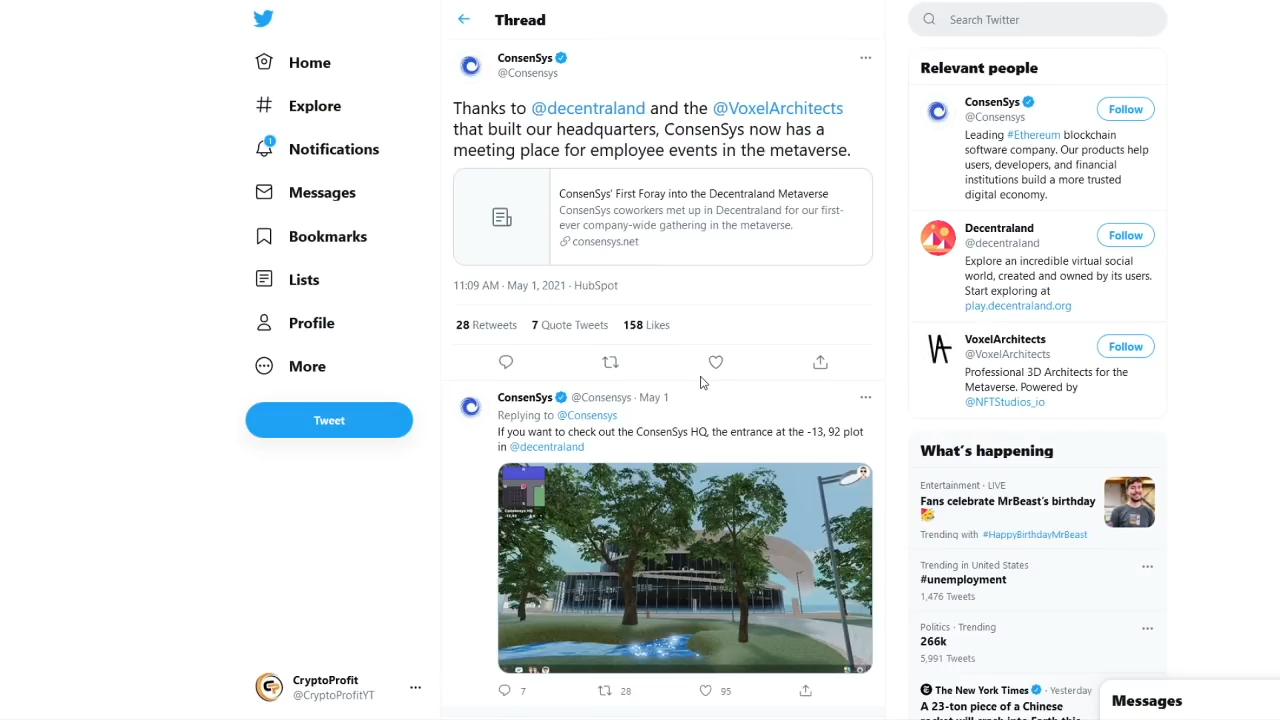 Home
Explore
1
Notifications
Messages
Bookmarks
Lists
Profile
More
Tweet
CryptoProfit
@CryptoProfitYT
Thread
ConsenSys
@Consensys
Thanks to @decentraland and the @VoxelArchitects
that built our headquarters, ConsenSys now has a
meeting place for employee events in the metaverse.
ConsenSys' First Foray into the Decentraland Metaverse
ConsenSys coworkers met up in Decentraland for our first-
ever company-wide gathering in the metaverse.
consensys.net
11:09 AM · May 1, 2021 · HubSpot
28 Retweets 7 Quote Tweets 158 Likes
ConsenSys @Consensys · May 1
Replying to @Consensys
If you want to check out the ConsenSys HQ, the entrance at the -13, 92 plot
in @decentraland
7 28 95
Search Twitter
Relevant people
ConsenSys
@Consensys
Follow
Leading #Ethereum blockchain
software company. Our products help
users, developers, and financial
institutions build a more trusted
digital economy.
Decentraland
@decentraland
Follow
Explore an incredible virtual social
world, created and owned by its users.
Start exploring at
play.decentraland.org
VoxelArchitects
@VoxelArchitects
Follow
Professional 3D Architects for the
Metaverse. Powered by
@NFTStudios_io
What's happening
Entertainment · LIVE
Fans celebrate MrBeast's birthday
🥳
Trending with #HappyBirthdayMrBeast
Trending in United States
#unemployment
1,476 Tweets
Politics · Trending
266k
5,991 Tweets
The New York Times · Yesterday
A 23-ton piece of a Chinese
rocket will crash into Earth this
Messages